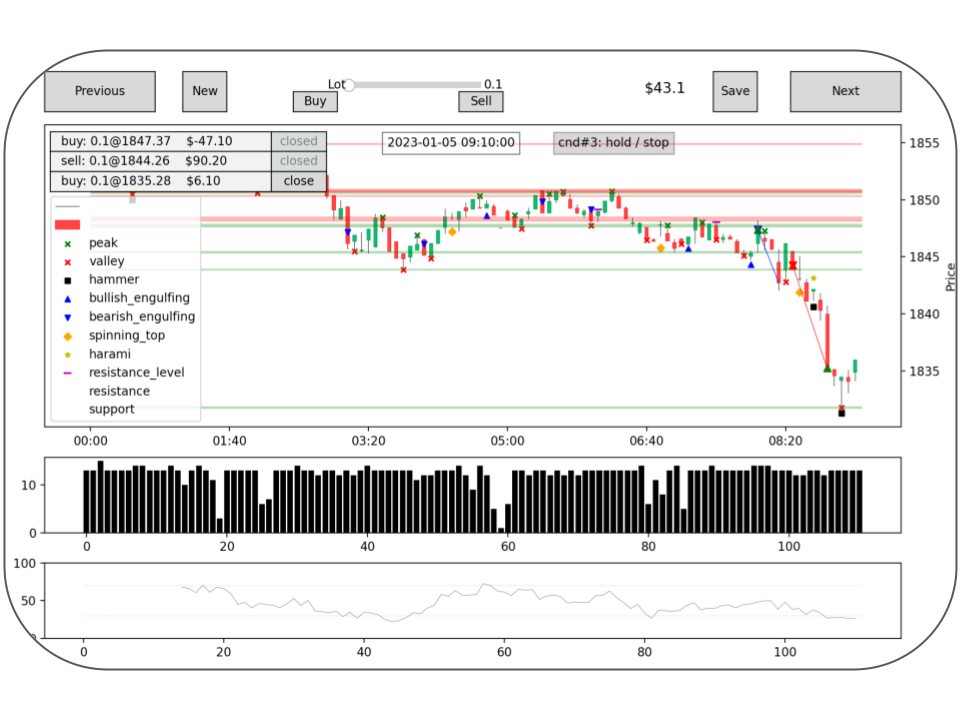 Previous
New
Lot
0.1
Buy
Sell
$43.1
Save
Next
buy: 0.1@1847.37 $-47.10 closed
sell: 0.1@1844.26 $90.20 closed
buy: 0.1@1835.28 $6.10 close
2023-01-05 09:10:00
cnd#3: hold / stop
peak
valley
hammer
bullish_engulfing
bearish_engulfing
spinning_top
harami
resistance_level
resistance
support
1855
1850
1845
1840
1835
Price
00:00 01:40 03:20 05:00 06:40 08:20
10
0
0 20 40 60 80 100
100
50
0 20 40 60 80 100